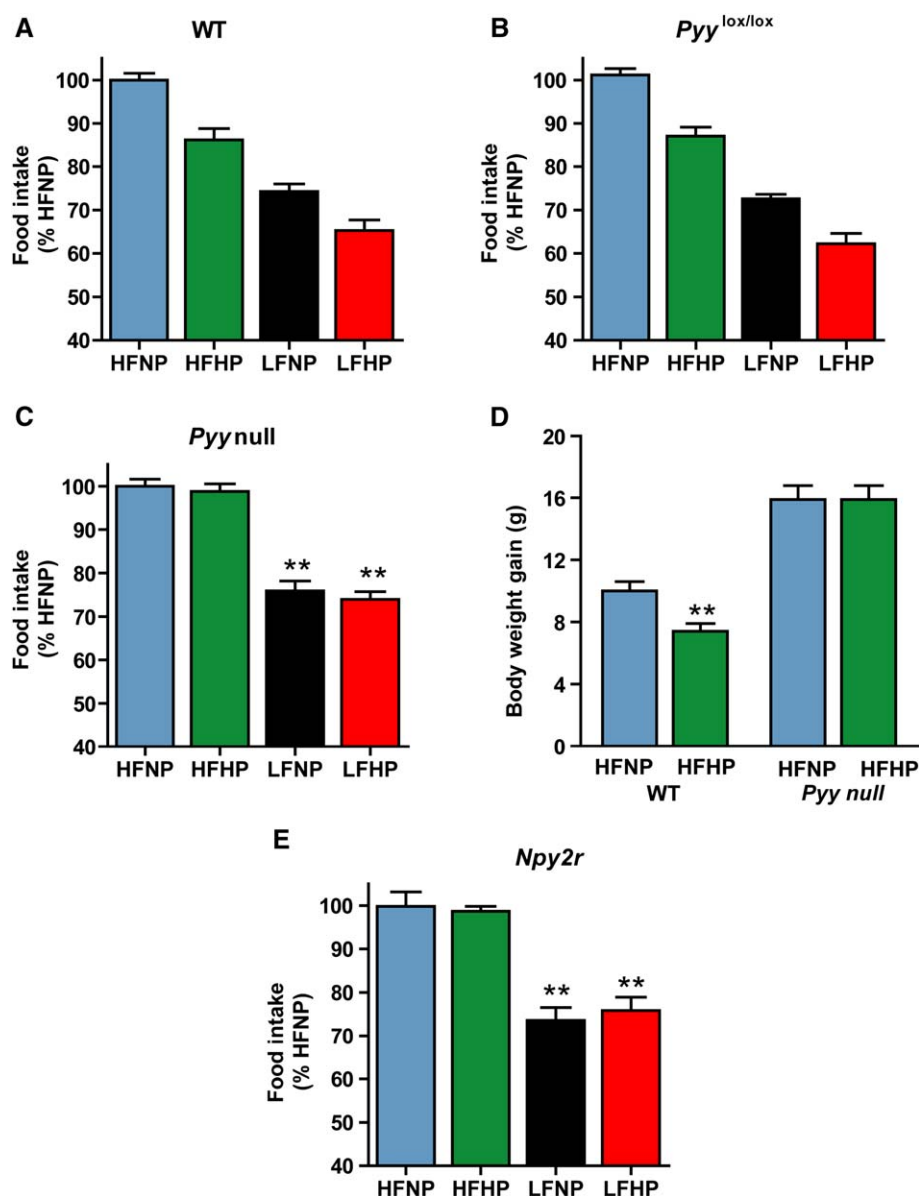 A
WT
Food intake
(% HFNP)
100
90
80
70
60
50
40
HFNP HFHP LFNP LFHP
B
Pyy lox/lox
Food intake
(% HFNP)
100
90
80
70
60
50
40
HFNP HFHP LFNP LFHP
C
Pyy null
Food intake
(% HFNP)
100
90
80
70
60
50
40
** **
HFNP HFHP LFNP LFHP
D
Body weight gain (g)
20
16
12
8
4
0
**
HFNP HFHP HFNP HFHP
WT Pyy null
E
Npy2r
Food intake
(% HFNP)
100
90
80
70
60
50
40
** **
HFNP HFHP LFNP LFHP